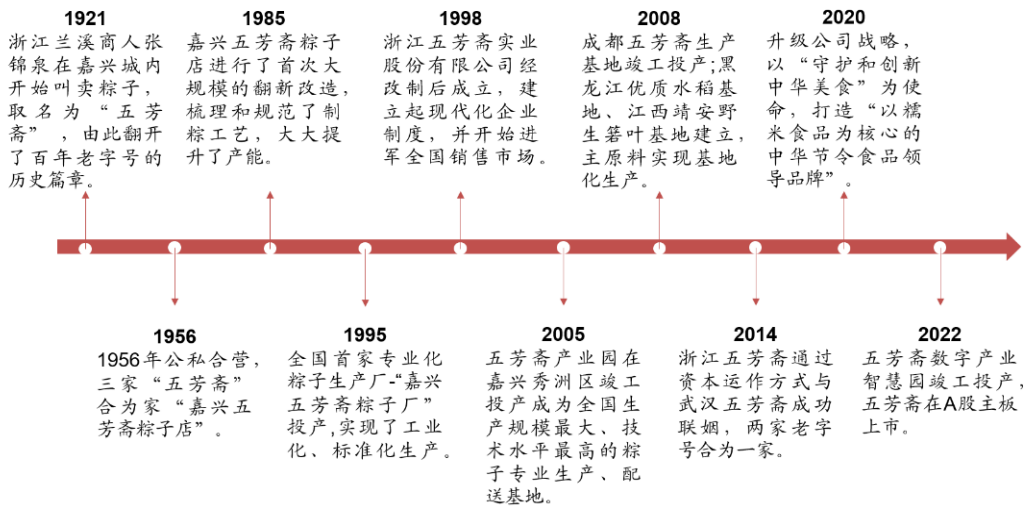 1921
浙江兰溪商人张
锦泉在嘉兴城内
开始叫卖粽子，
取名为“五芳
斋”，由此翻开
了百年老字号的
历史篇章。
1985
嘉兴五芳斋粽子
店进行了首次大
规模的翻新改造，
梳理和规范了制
粽工艺，大大提
升了产能。
1998
浙江五芳斋实业
股份有限公司经
改制后成立，建
立起现代化企业
制度，并开始进
军全国销售市场。
2008
成都五芳斋生产
基地竣工投产;黑
龙江优质水稻基
地、江西靖安野
生箬叶基地建立，
主原料实现基地
化生产。
2020
升级公司战略，
以“守护和创新
中华美食”为使
命，打造“以糯
米食品为核心的
中华节令食品领
导品牌”。
1956
1956年公私合营，
三家“五芳斋”
合为家“嘉兴五
芳斋粽子店”。
1995
全国首家专业化
粽子生产厂-“嘉兴
五芳斋粽子厂”
投产,实现了工业
化、标准化生产。
2005
五芳斋产业园在
嘉兴秀洲区竣工
投产成为全国生
产规模最大、技
术水平最高的粽
子专业生产、配
送基地。
2014
浙江五芳斋通过
资本运作方式与
武汉五芳斋成功
联姻，两家老字
号合为一家。
2022
五芳斋数字产业
智慧园竣工投产，
五芳斋在A股主板
上市。